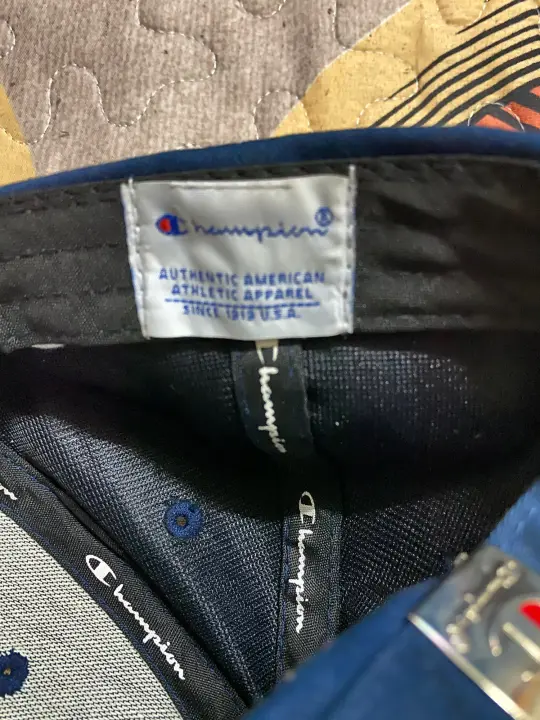 Champion®
AUTHENTIC AMERICAN
ATHLETIC APPAREL
SINCE 1919 U.S.A.
Champion
Champion
Champion